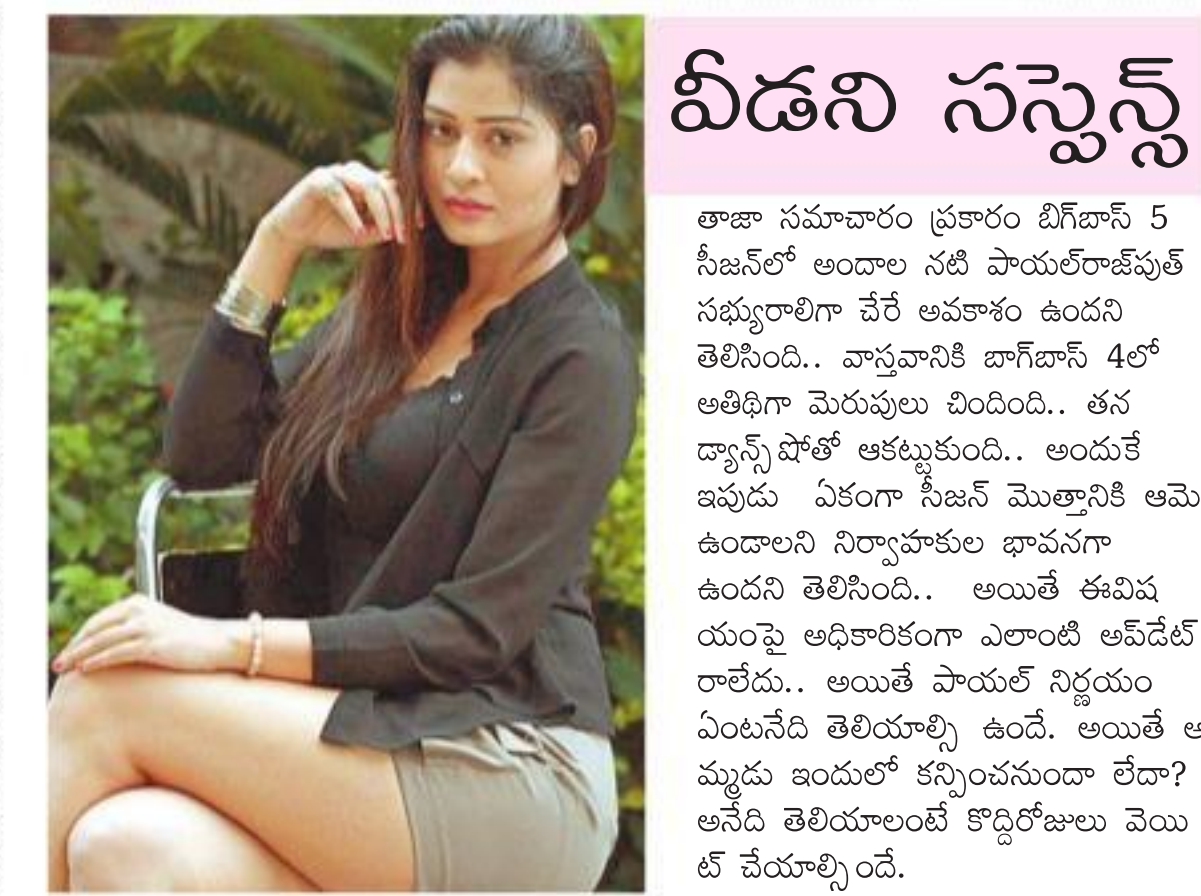 వీడని సస్పెన్స్
తాజా సమాచారం ప్రకారం బిగ్‌బాస్ 5
సీజన్‌లో అందాల నటి పాయల్‌రాజ్‌పుత్
సభ్యురాలిగా చేరే అవకాశం ఉందని
తెలిసింది.. వాస్తవానికి బాగ్‌బాస్ 4లో
అతిథిగా మెరుపులు చిందింది.. తన
డ్యాన్స్ షోతో ఆకట్టుకుంది.. అందుకే
ఇపుడు ఏకంగా సీజన్ మొత్తానికి ఆమె
ఉండాలని నిర్వాహకుల భావనగా
ఉందని తెలిసింది.. అయితే ఈవిష
యంపై అధికారికంగా ఎలాంటి అప్‌డేట్
రాలేదు.. అయితే పాయల్ నిర్ణయం
ఏంటనేది తెలియాల్సి ఉందే. అయితే
మ్మడు ఇందులో కన్పించనుందా లేదా?
అనేది తెలియాలంటే కొద్దిరోజులు వెయి
ట్ చేయాల్సిందే.